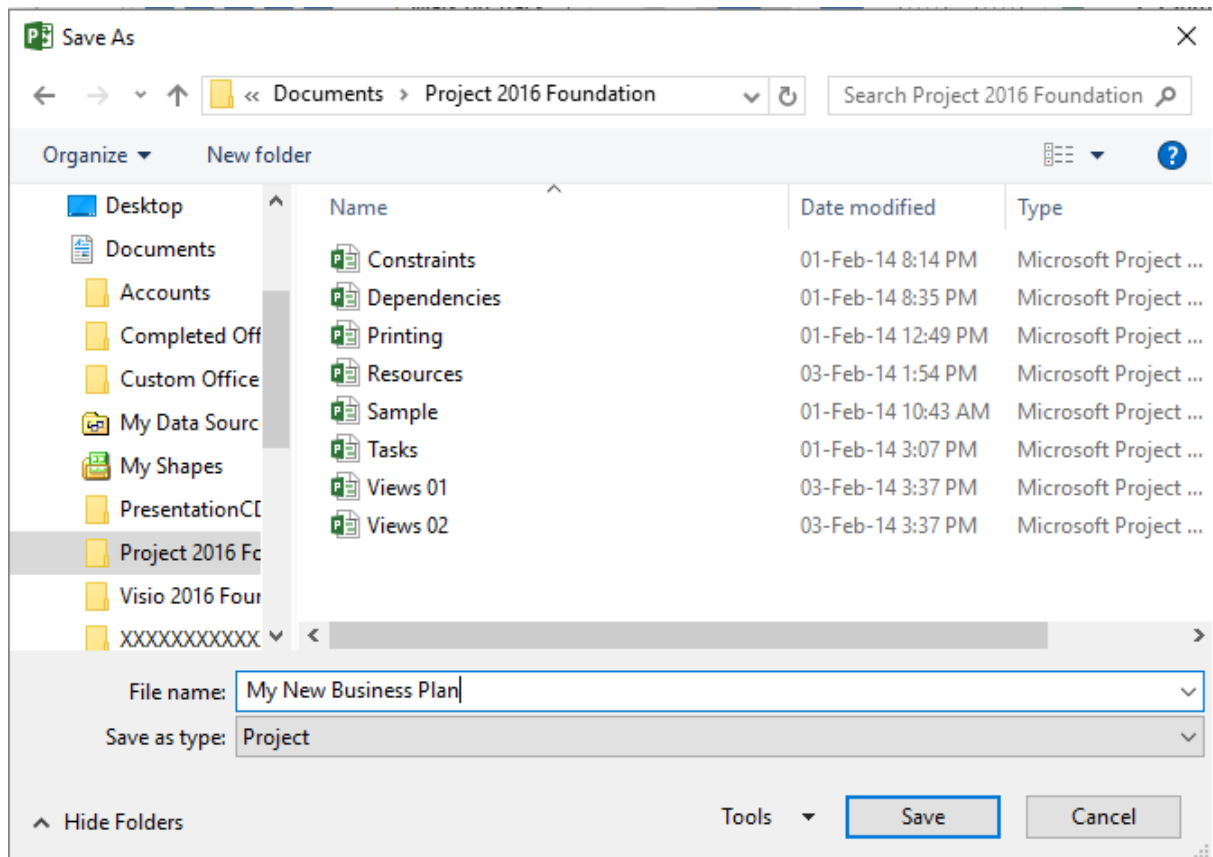 Save As
« Documents > Project 2016 Foundation
Search Project 2016 Foundation
Organize
New folder
Desktop
Documents
Accounts
Completed Off
Custom Office
My Data Sourc
My Shapes
PresentationCD
Project 2016 Fo
Visio 2016 Four
XXXXXXXXXXX
Name Date modified Type
Constraints 01-Feb-14 8:14 PM Microsoft Project ...
Dependencies 01-Feb-14 8:35 PM Microsoft Project ...
Printing 01-Feb-14 12:49 PM Microsoft Project ...
Resources 03-Feb-14 1:54 PM Microsoft Project ...
Sample 01-Feb-14 10:43 AM Microsoft Project ...
Tasks 01-Feb-14 3:07 PM Microsoft Project ...
Views 01 03-Feb-14 3:37 PM Microsoft Project ...
Views 02 03-Feb-14 3:37 PM Microsoft Project ...
File name: My New Business Plan
Save as type: Project
Hide Folders
Tools
Save
Cancel